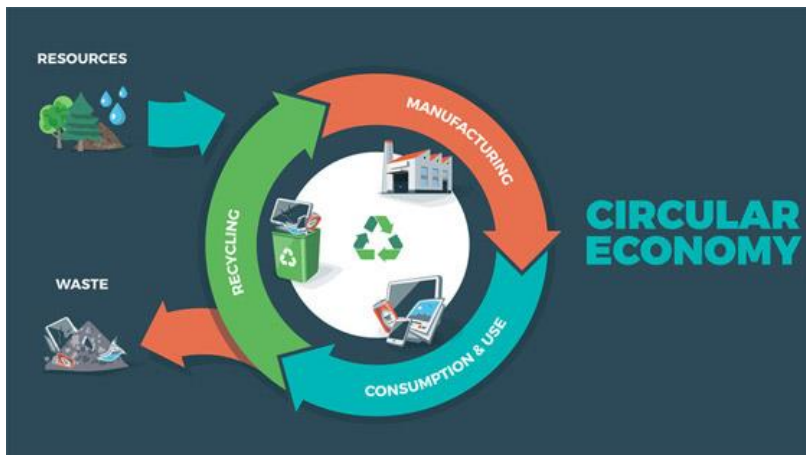 RESOURCES
MANUFACTURING
RECYCLING
CIRCULAR
ECONOMY
WASTE
CONSUMPTION & USE